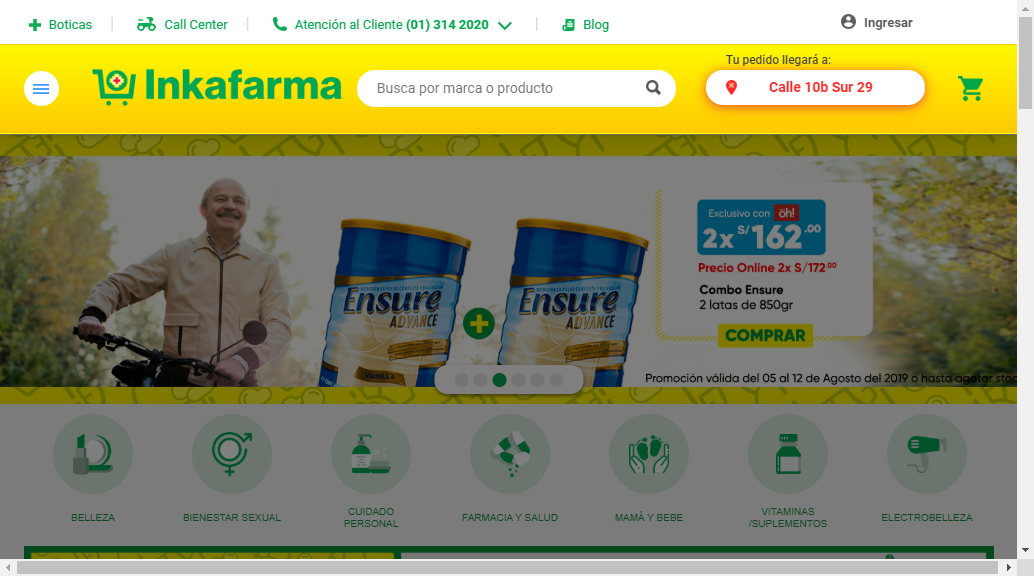 Boticas
Call Center
Atención al Cliente (01) 314 2020
Blog
Ingresar
Inkafarma
Busca por marca o producto
Tu pedido llegará a:
Calle 10b Sur 29
Exclusivo con öh!
2x S/162.00
Precio Online 2x S/172.00
Combo Ensure
2 latas de 850gr
COMPRAR
Ensure
ADVANCE
VAINILLA
Ensure
ADVANCE
Promoción válida del 05 al 12 de Agosto del 2019 o hasta agotar stoc
BELLEZA
BIENESTAR SEXUAL
CUIDADO
PERSONAL
FARMACIA Y SALUD
MAMÁ Y BEBE
VITAMINAS
/SUPLEMENTOS
ELECTROBELLEZA